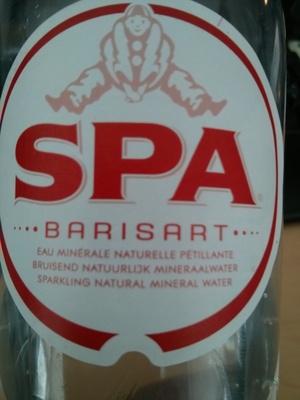 SPA
BARISART
EAU MINÉRALE NATURELLE PÉTILLANTE
BRUISEND NATUURLIJK MINERAALWATER
SPARKLING NATURAL MINERAL WATER